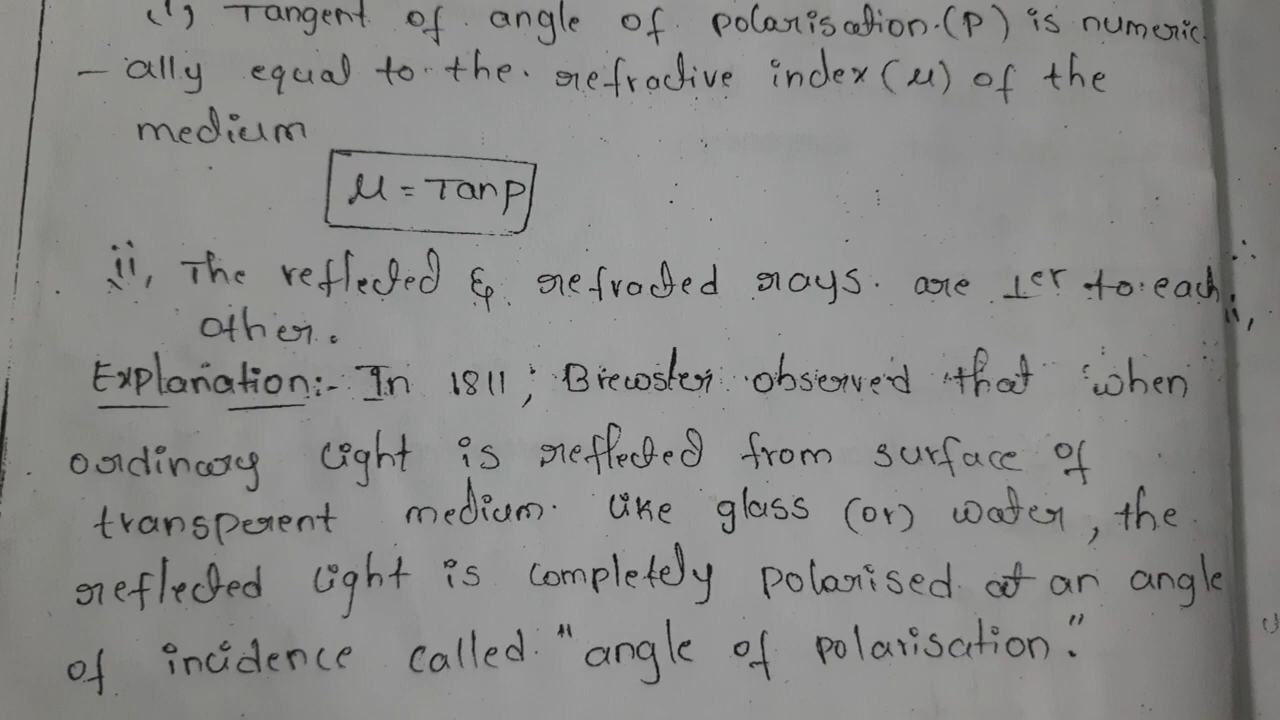 (i) Tangent of angle of polarisation (P) is numeric
- ally equal to the refractive index (μ) of the
medium
μ = Tan P
ii, The reflected & refracted rays are ⊥er to each
other.
Explanation:- In 1811, Brewster observed that when
ordinary light is reflected from surface of
transperent medium like glass (or) water, the
reflected light is completely polarised at an angle
of incidence called "angle of polarisation."